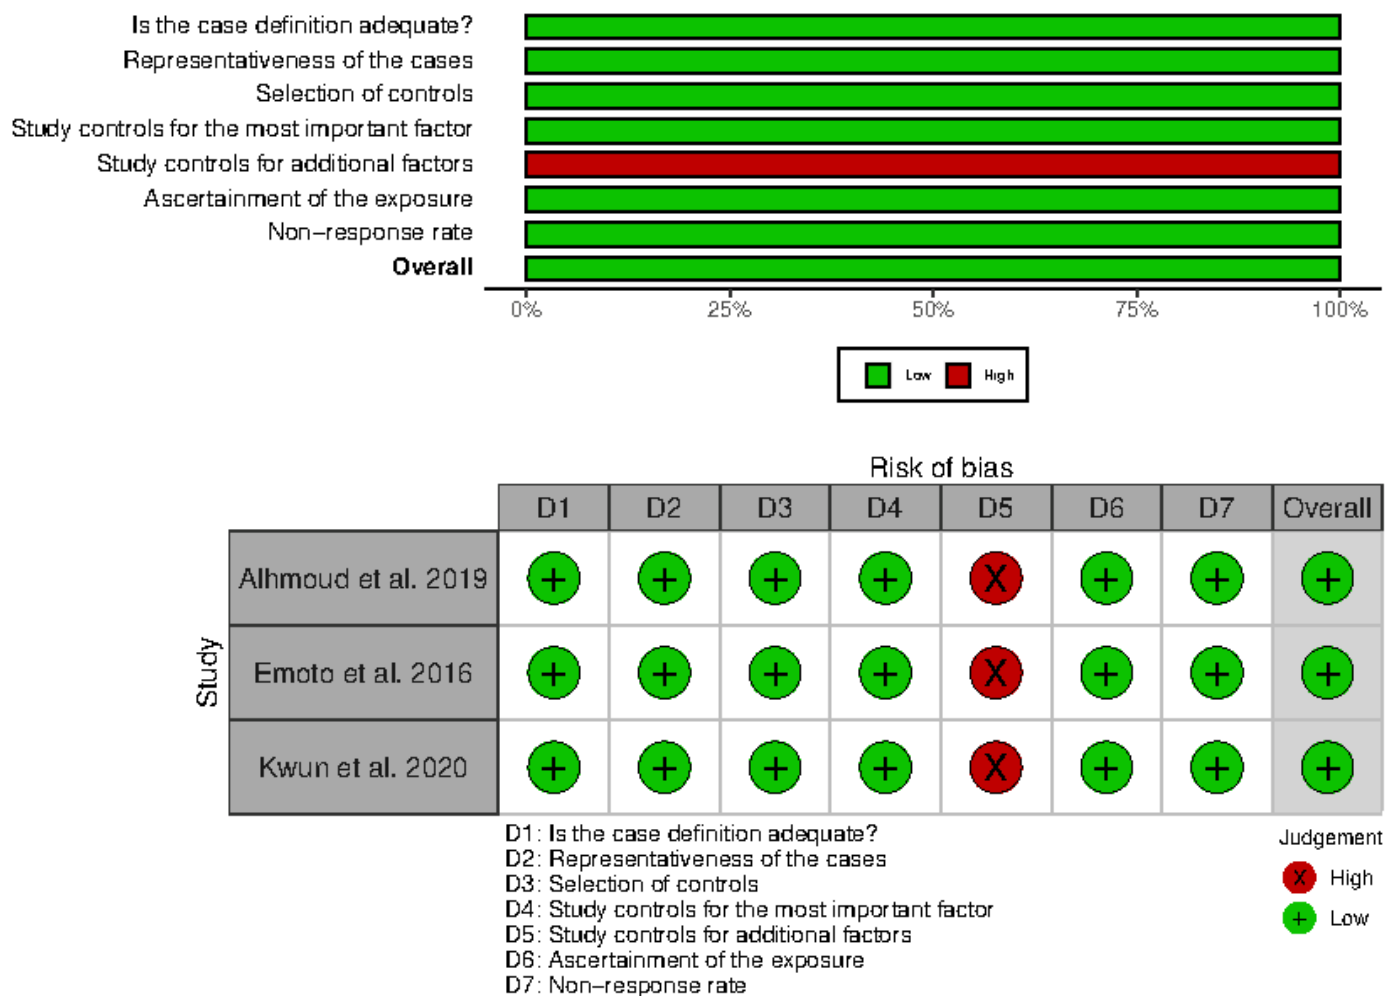 Is the case definition adequate?
Representativeness of the cases
Selection of controls
Study controls for the most important factor
Study controls for additional factors
Ascertainment of the exposure
Non−response rate
Overall
0% 25% 50% 75% 100%
Low High
Risk of bias
D1 D2 D3 D4 D5 D6 D7 Overall
Study
Alhmoud et al. 2019 + + + + X + + +
Emoto et al. 2016 + + + + X + + +
Kwun et al. 2020 + + + + X + + +
D1: Is the case definition adequate?
D2: Representativeness of the cases
D3: Selection of controls
D4: Study controls for the most important factor
D5: Study controls for additional factors
D6: Ascertainment of the exposure
D7: Non−response rate
Judgement
X High
+ Low